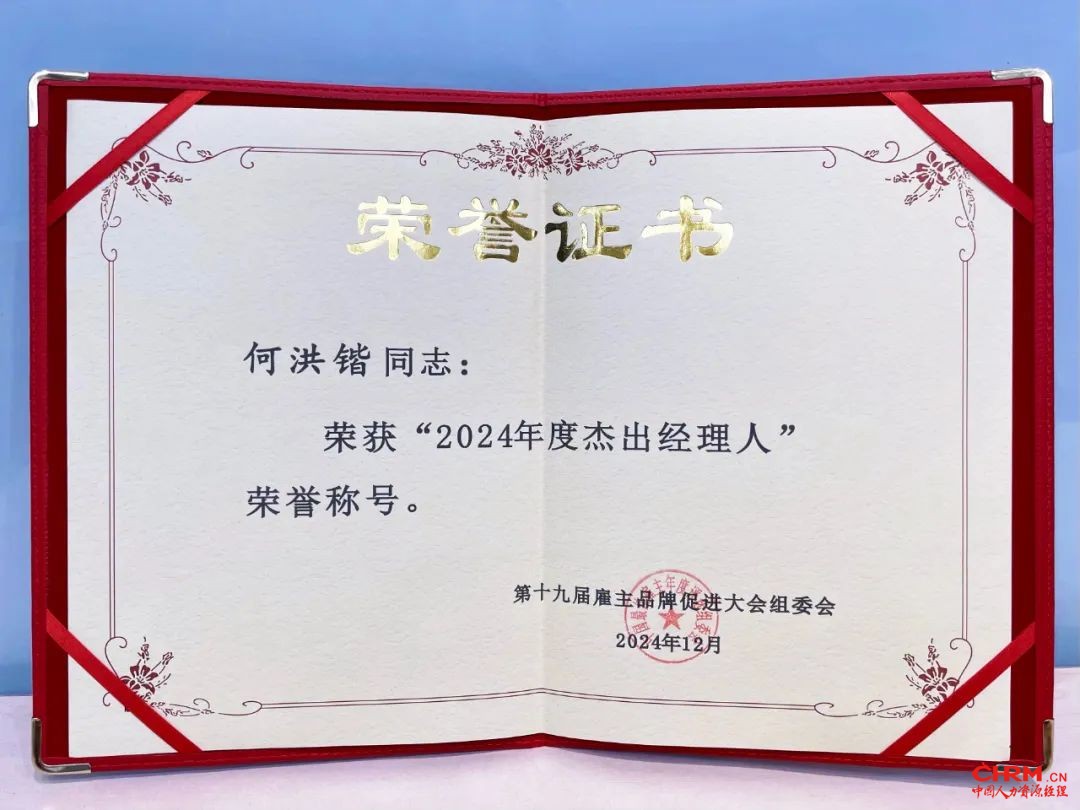 荣誉证书
何洪锴 同志：
荣获“2024年度杰出经理人”
荣誉称号。
第十九届雇主品牌促进大会组委会
2024年12月
CHRM.CN
中国人力资源经理